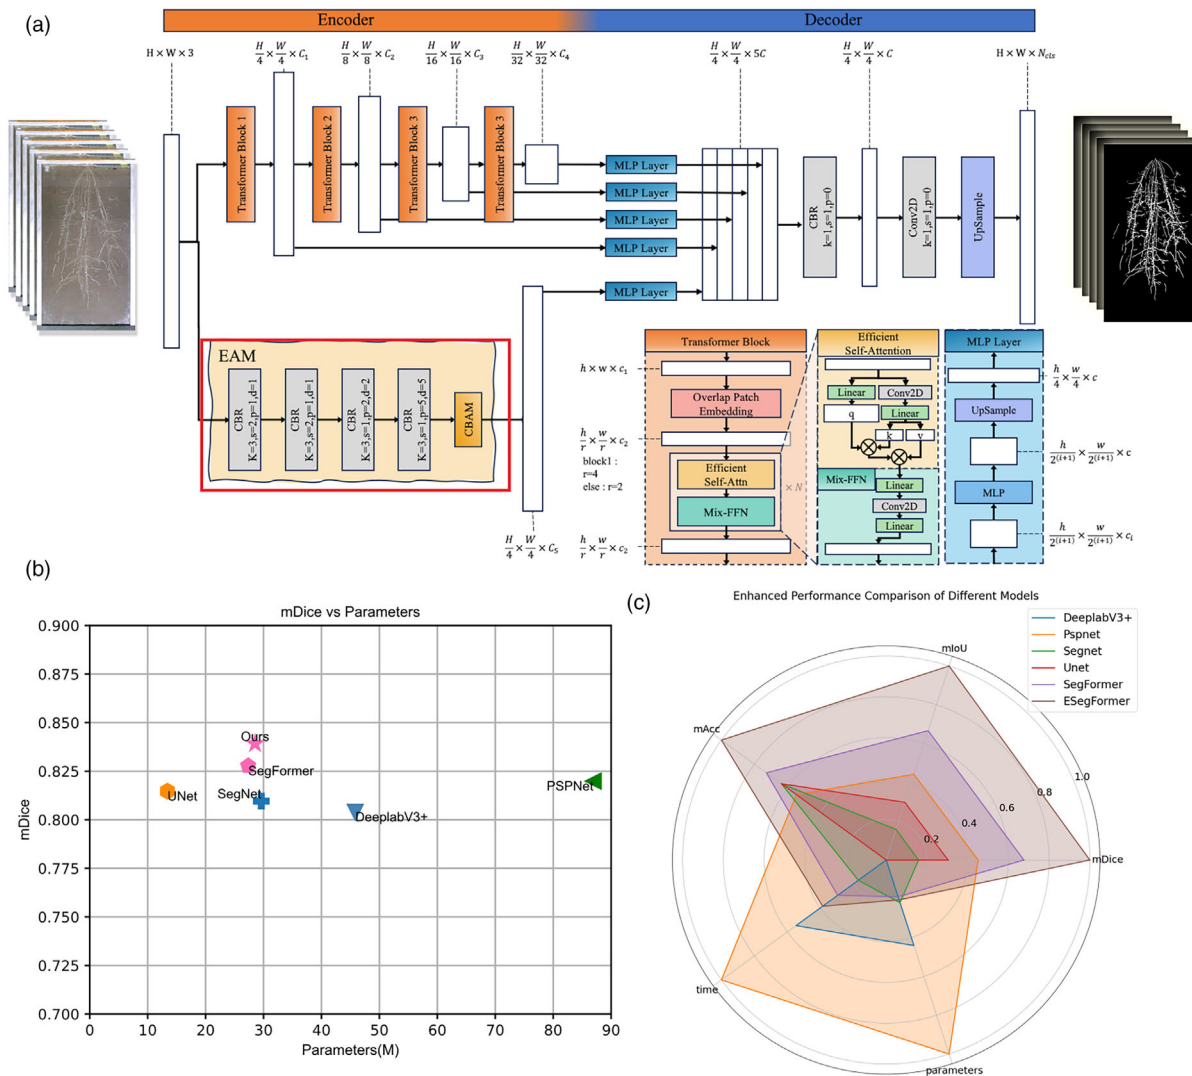 (a)
Encoder
Decoder
H × W × 3
H/4 × W/4 × C₁
H/8 × W/8 × C₂
H/16 × W/16 × C₃
H/32 × W/32 × C₄
H/4 × W/4 × 5C
H/4 × W/4 × C
H × W × N_cls
Transformer Block 1
Transformer Block 2
Transformer Block 3
Transformer Block 3
MLP Layer
MLP Layer
MLP Layer
MLP Layer
MLP Layer
CBR
k=1,s=1,p=0
Conv2D
k=1,s=1,p=0
UpSample
EAM
CBR
K=3,s=2,p=1,d=1
CBR
K=3,s=2,p=1,d=1
CBR
K=3,s=1,p=2,d=2
CBR
K=3,s=1,p=5,d=5
CBAM
H/4 × W/4 × C₅
Transformer Block
h × w × c₁
Overlap Patch
Embedding
h/r × w/r × c₂
block1 :
r=4
else : r=2
Efficient
Self-Attn
Mix-FFN
× N
h/r × w/r × c₂
Efficient
Self-Attention
Linear
Conv2D
Linear
q
k
v
Mix-FFN
Linear
Conv2D
Linear
MLP Layer
h/4 × w/4 × c
UpSample
h/2^(i+1) × w/2^(i+1) × c
MLP
h/2^(i+1) × w/2^(i+1) × cᵢ
(b)
mDice vs Parameters
0.900
0.875
0.850
0.825
0.800
0.775
0.750
0.725
0.700
mDice
Ours
SegFormer
UNet
SegNet
DeeplabV3+
PSPNet
0
10
20
30
40
50
60
70
80
90
Parameters(M)
(c)
Enhanced Performance Comparison of Different Models
DeeplabV3+
Pspnet
Segnet
Unet
SegFormer
ESegFormer
mIoU
mAcc
1.0
0.8
0.6
0.4
0.2
mDice
time
parameters